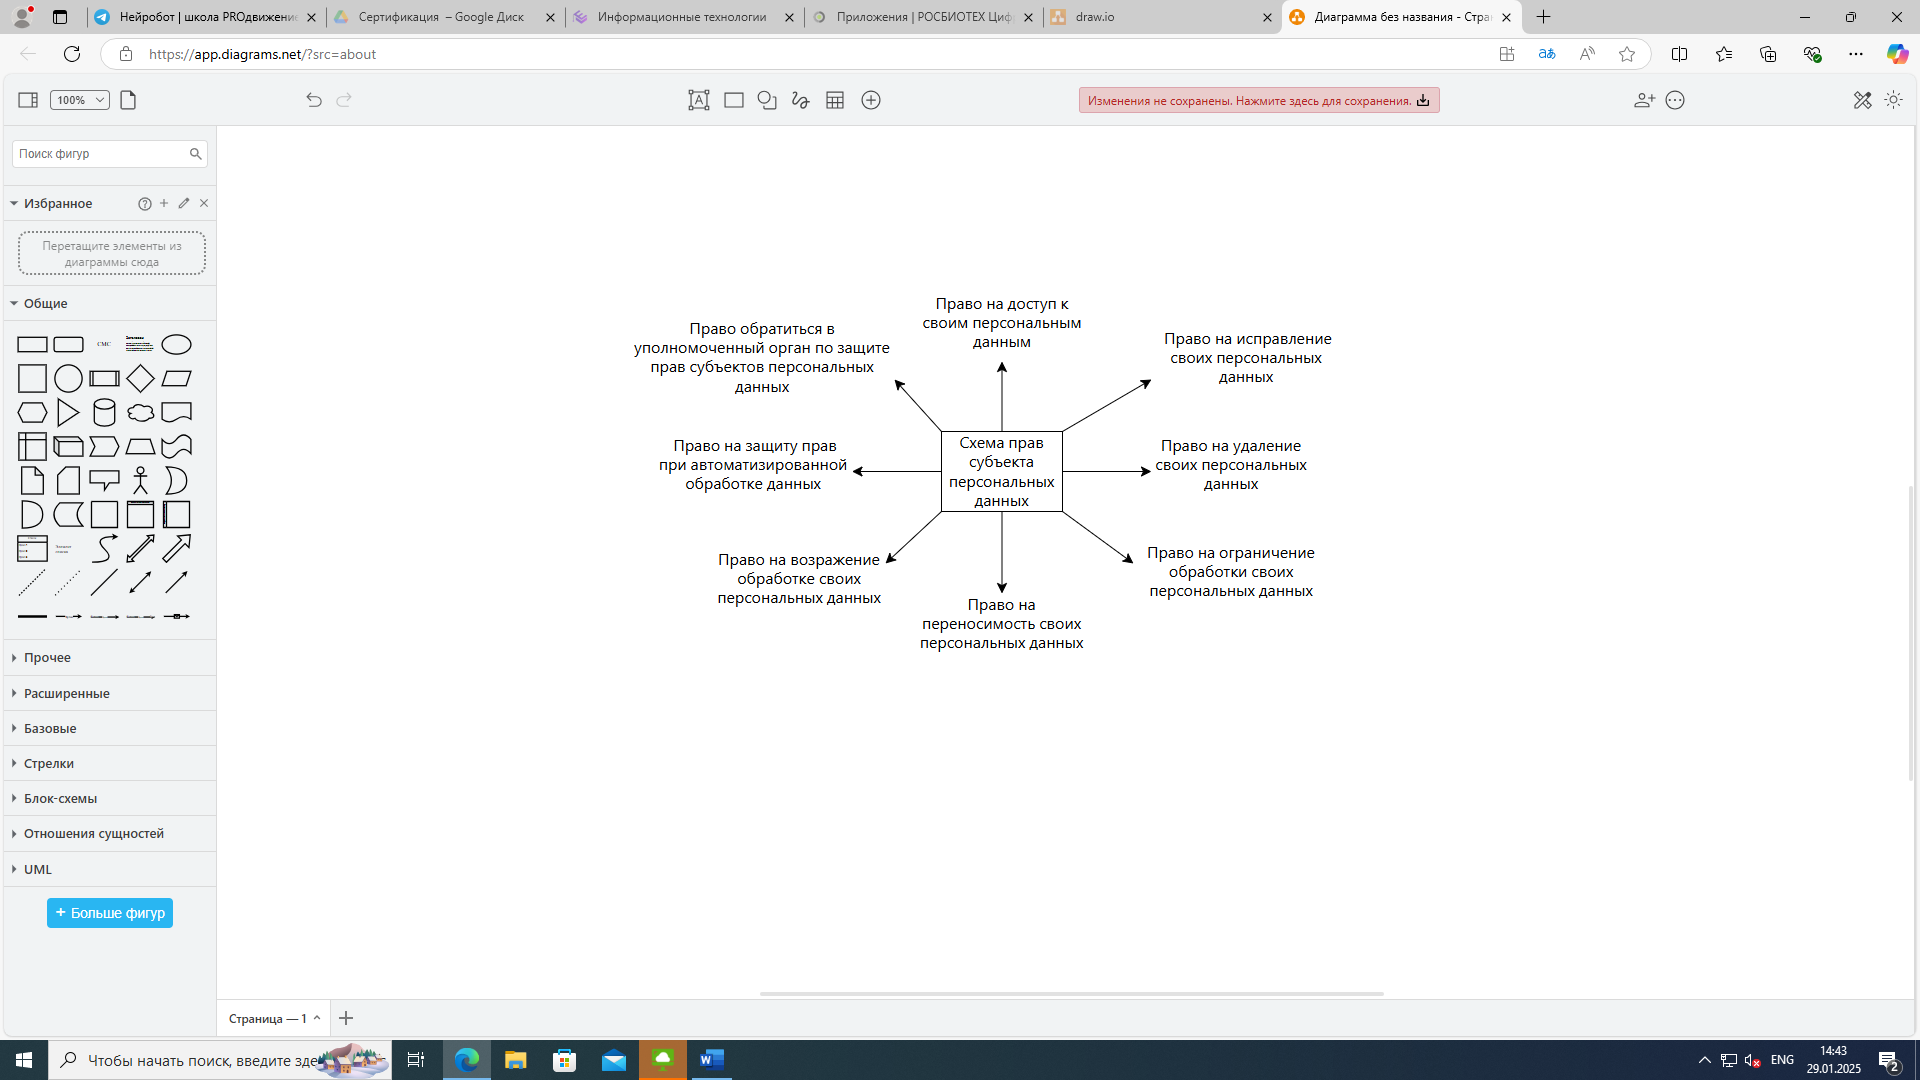 Нейробот | школа PROдвижение
Сертификация – Google Диск
Информационные технологии
Приложения | РОСБИОТЕХ Циф
draw.io
Диаграмма без названия - Стра
https://app.diagrams.net/?src=about
100%
Изменения не сохранены. Нажмите здесь для сохранения.
Поиск фигур
Избранное
Перетащите элементы из
диаграммы сюда
Общие
Прочее
Расширенные
Базовые
Стрелки
Блок-схемы
Отношения сущностей
UML
+ Больше фигур
Право на доступ к
своим персональным
данным
Право обратиться в
уполномоченный орган по защите
прав субъектов персональных
данных
Право на исправление
своих персональных
данных
Право на защиту прав
при автоматизированной
обработке данных
Схема прав
субъекта
персональных
данных
Право на удаление
своих персональных
данных
Право на возражение
обработке своих
персональных данных
Право на ограничение
обработки своих
персональных данных
Право на
переносимость своих
персональных данных
Страница — 1
Чтобы начать поиск, введите зде
ENG
14:43
29.01.2025
2